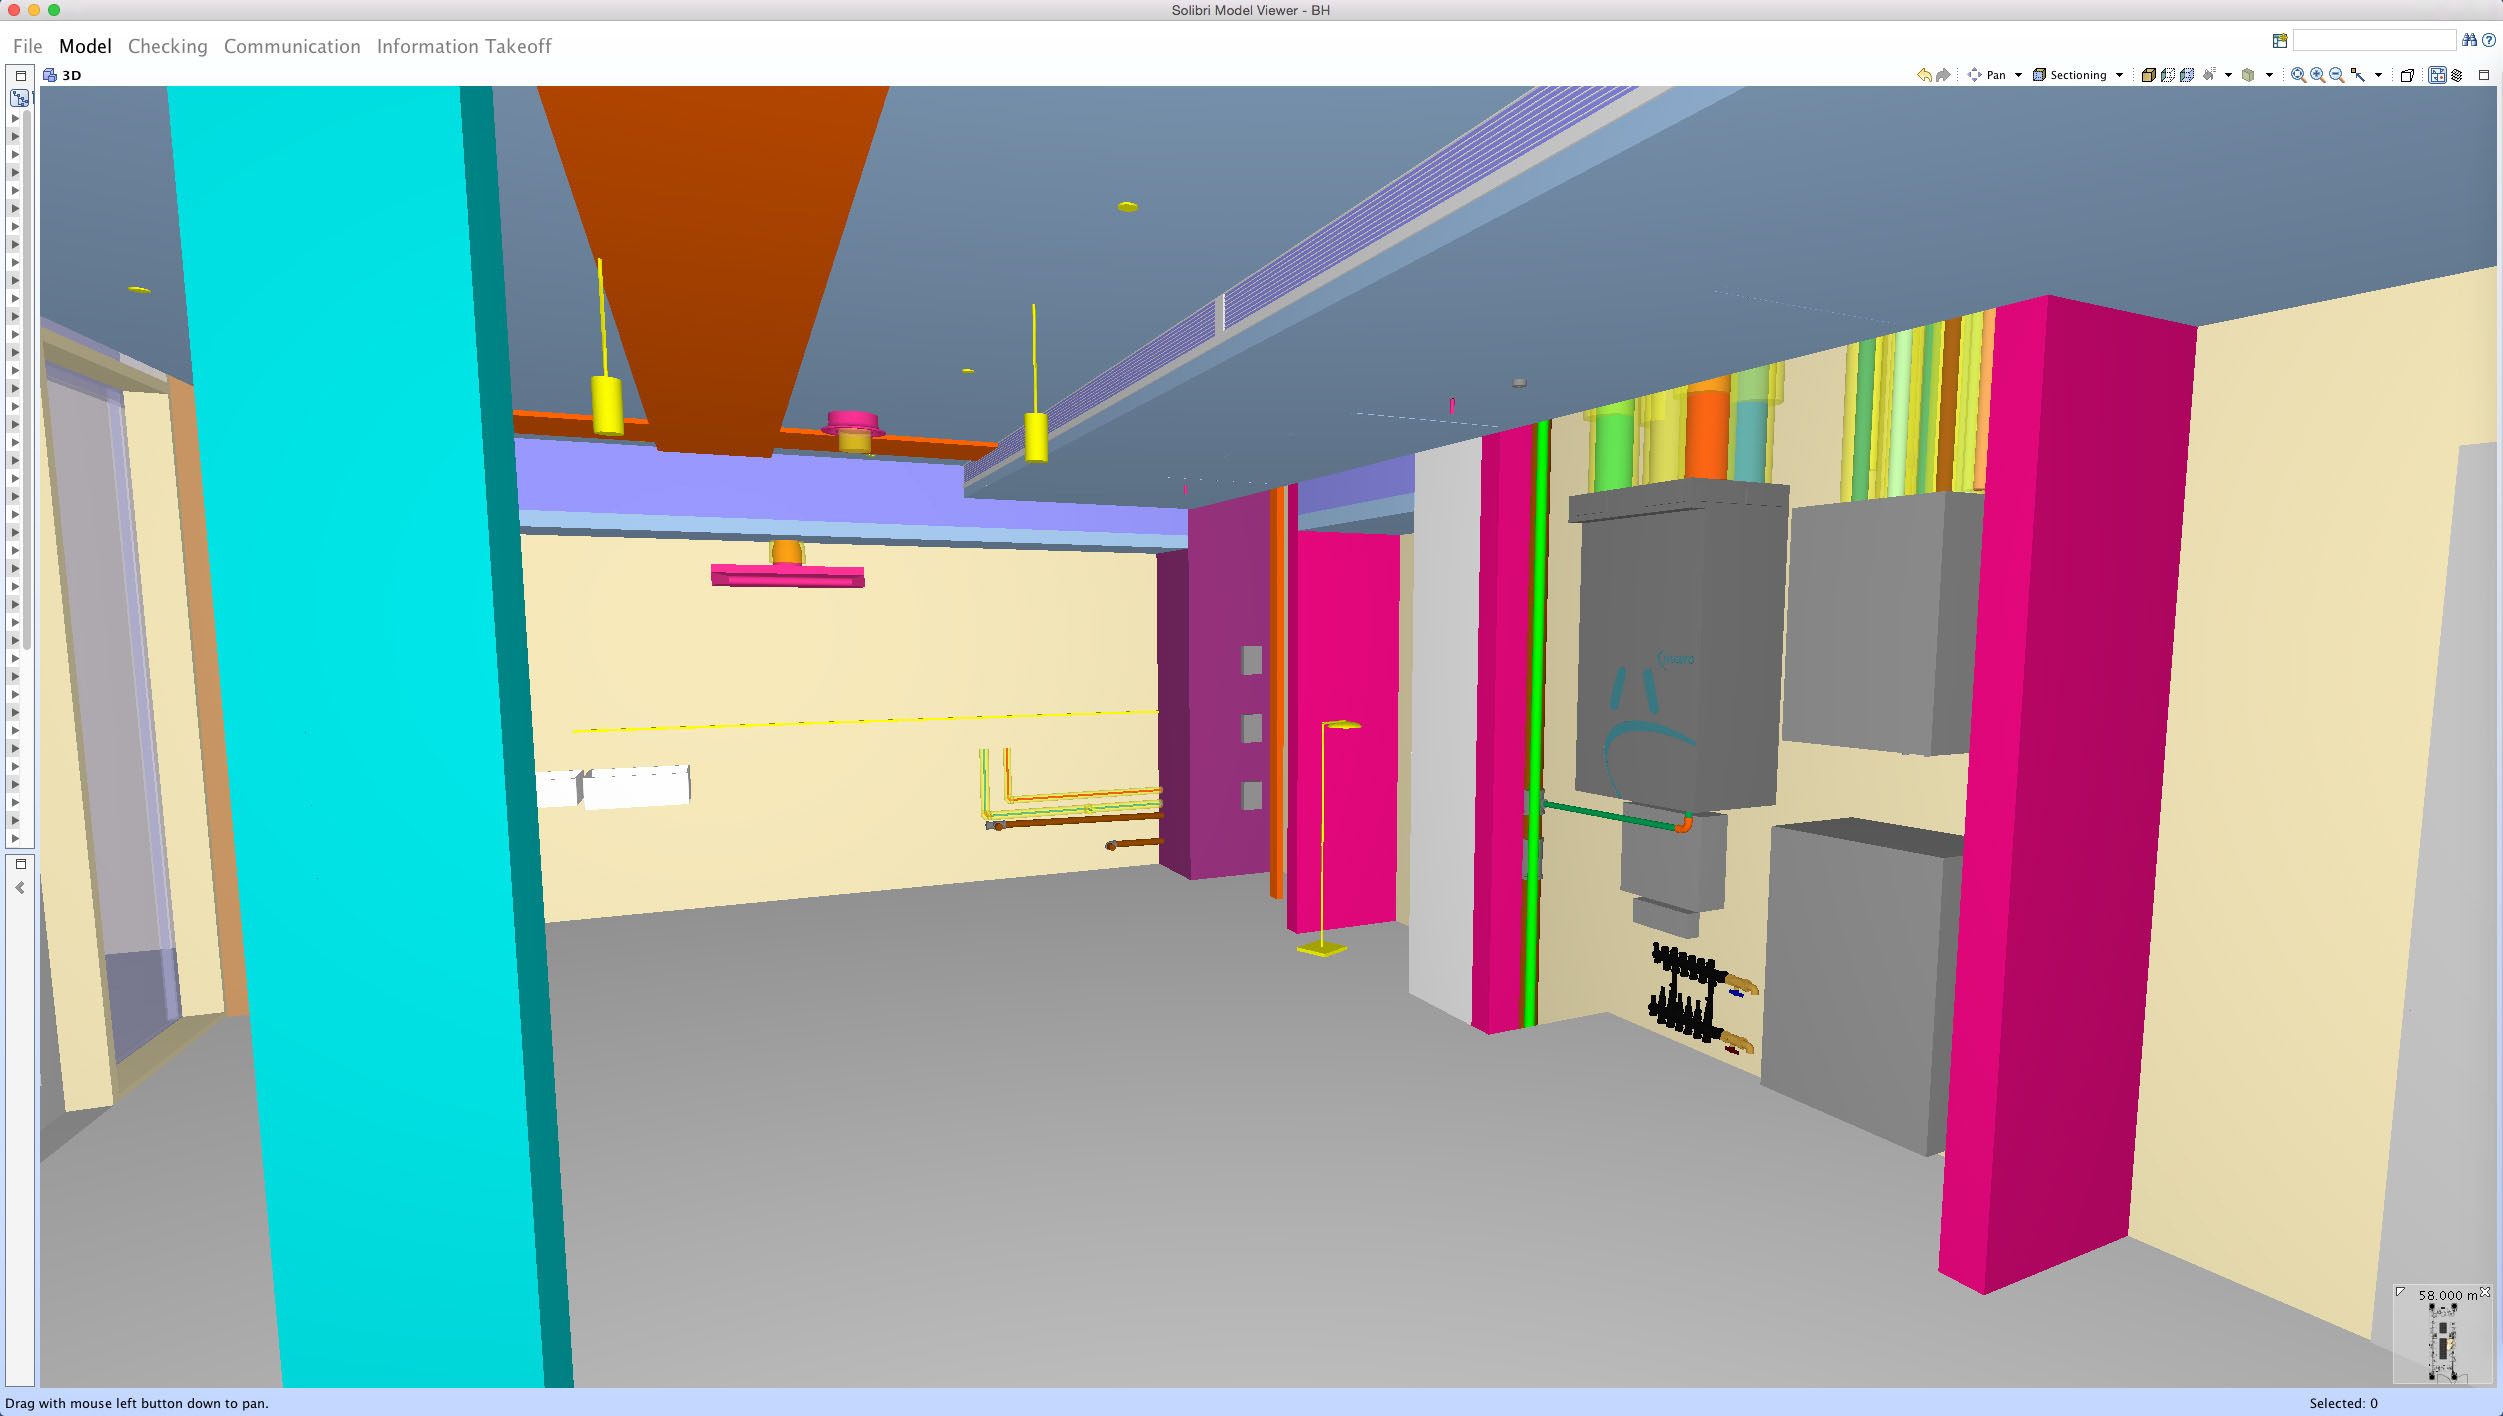 Solibri Model Viewer - BH
File Model Checking Communication Information Takeoff
3D
Pan Sectioning
58.000 m
Drag with mouse left button down to pan.
Selected: 0